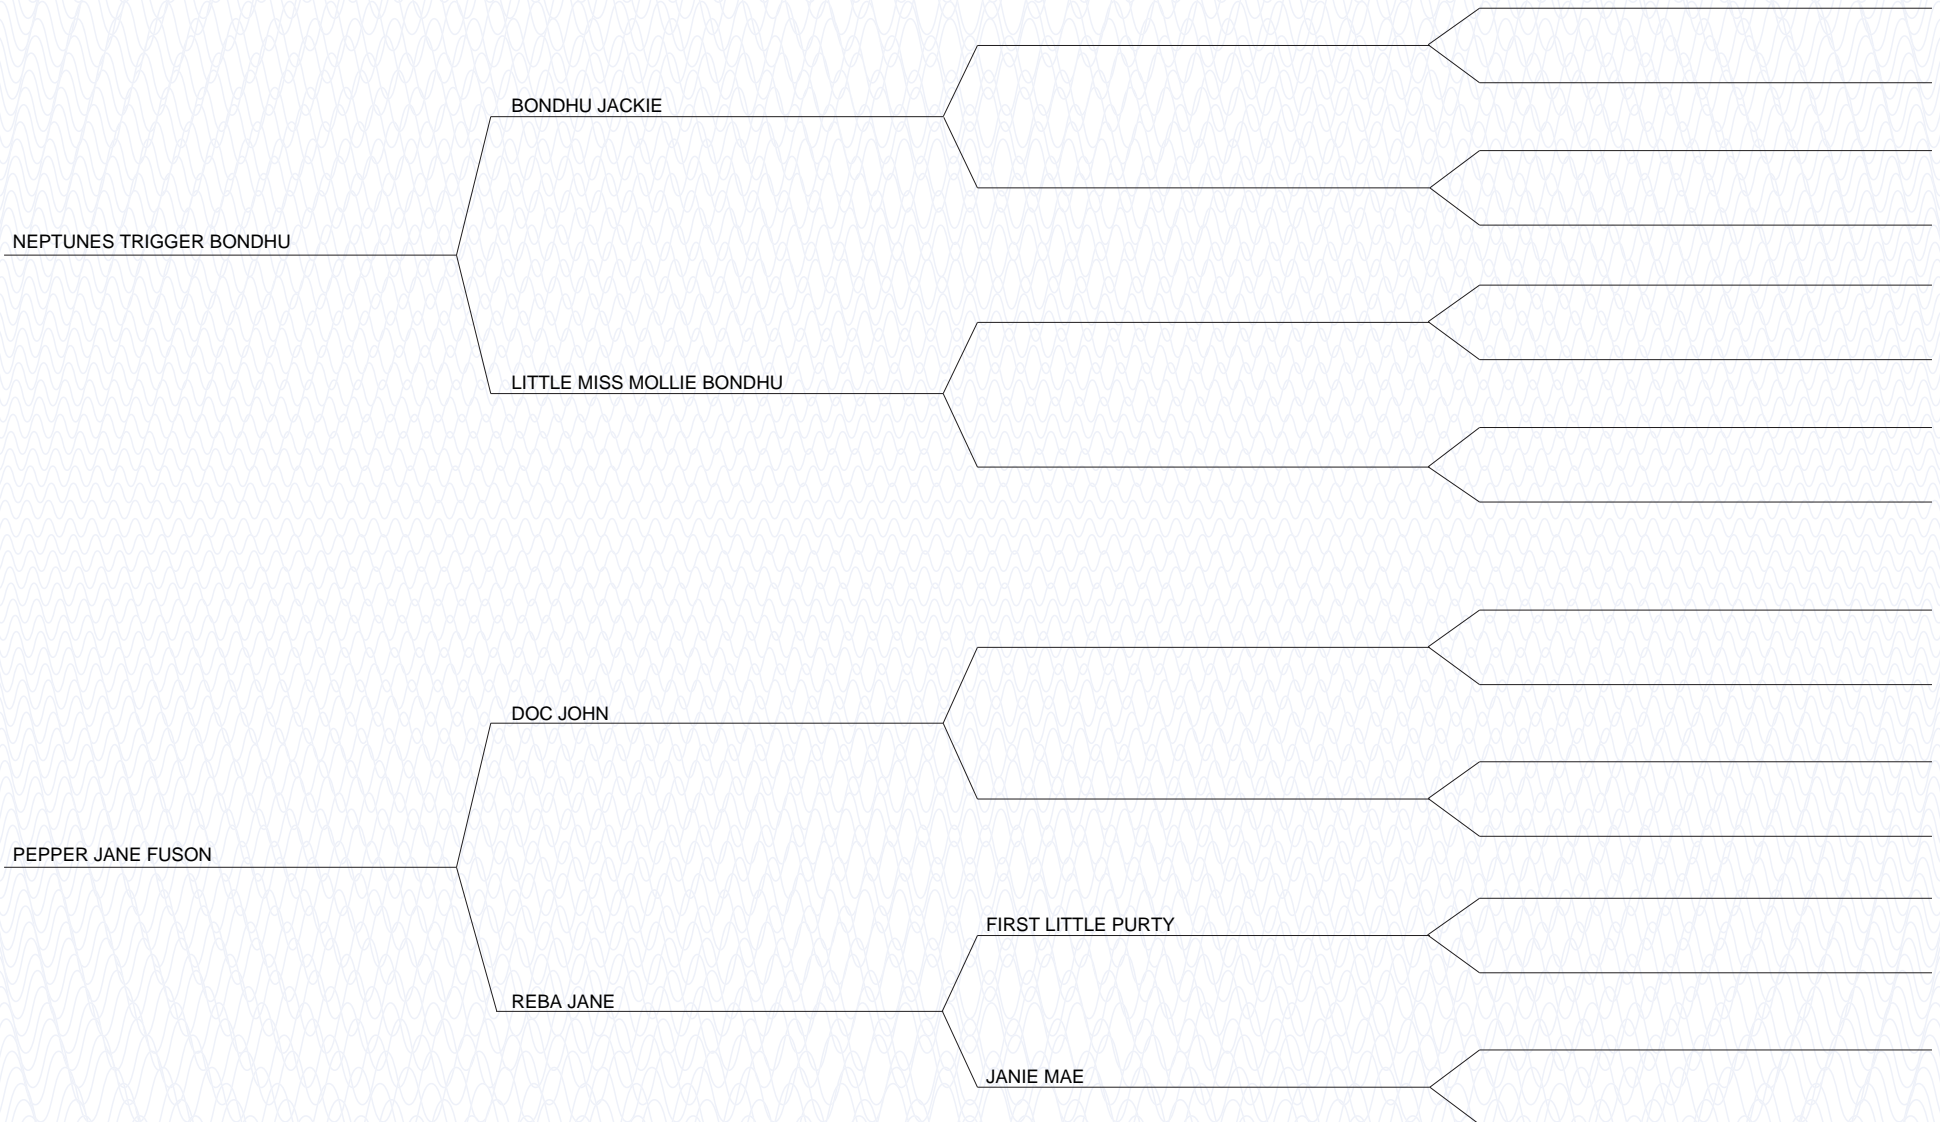 BONDHU JACKIE
NEPTUNES TRIGGER BONDHU
LITTLE MISS MOLLIE BONDHU
DOC JOHN
PEPPER JANE FUSON
FIRST LITTLE PURTY
REBA JANE
JANIE MAE